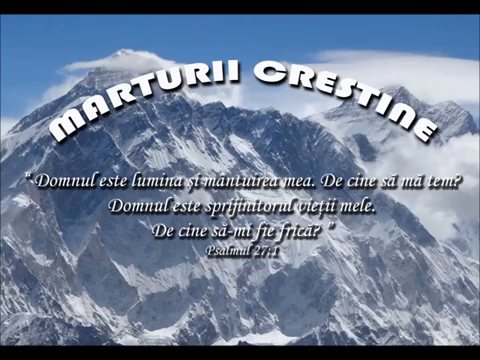 MARTURII CRESTINE
“ Domnul este lumina și mântuirea mea. De cine să mă tem?
Domnul este sprijinitorul vieții mele.
De cine să-mi fie frică? ”
Psalmul 27:1